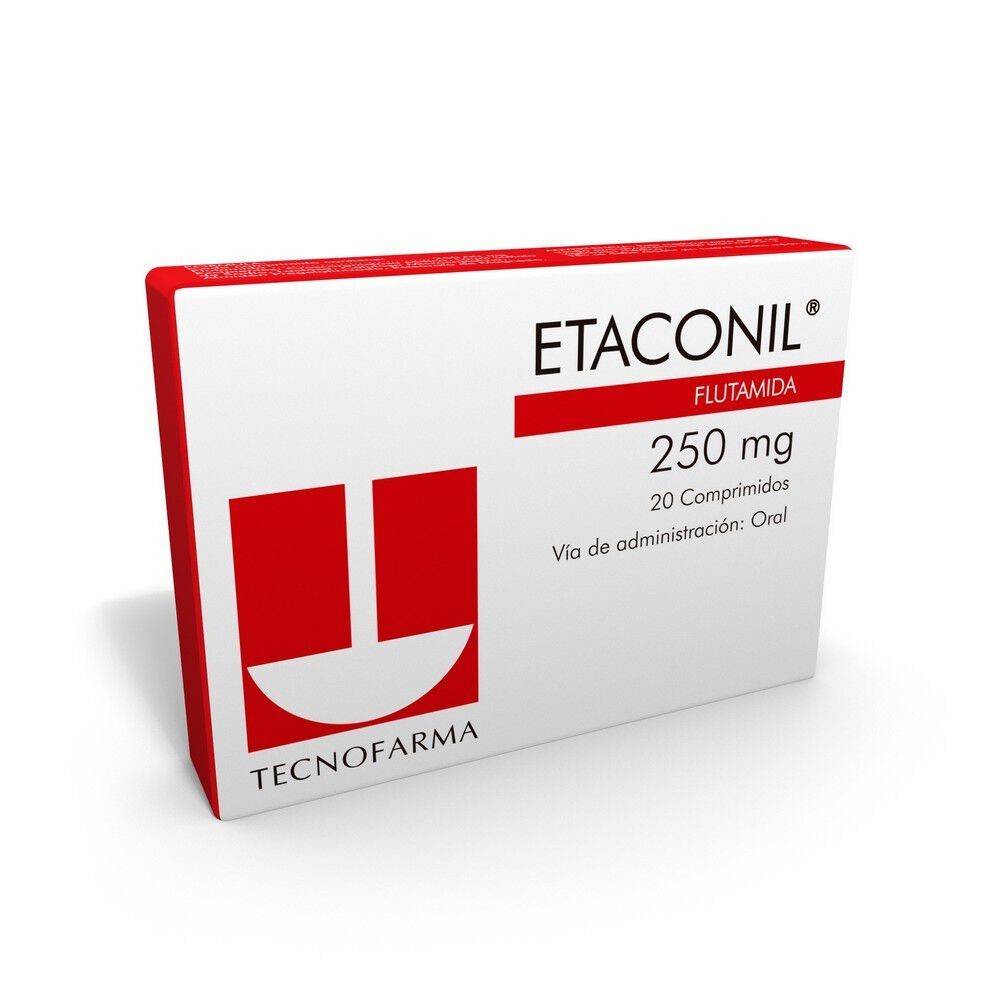 ETACONIL®
FLUTAMIDA
250 mg
20 Comprimidos
Vía de administración: Oral
TECNOFARMA